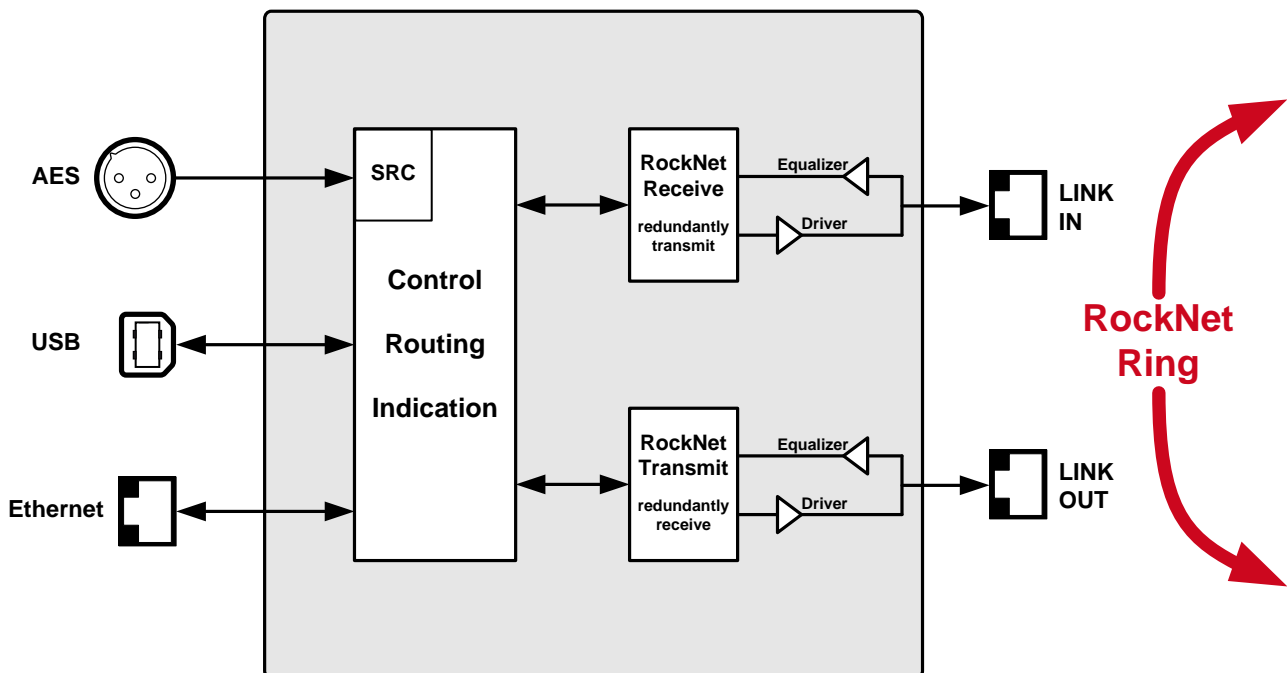 AES
SRC
USB
Ethernet
Control
Routing
Indication
RockNet
Receive
redundantly
transmit
Equalizer
Driver
LINK
IN
RockNet
Transmit
redundantly
receive
Equalizer
Driver
LINK
OUT
RockNet
Ring